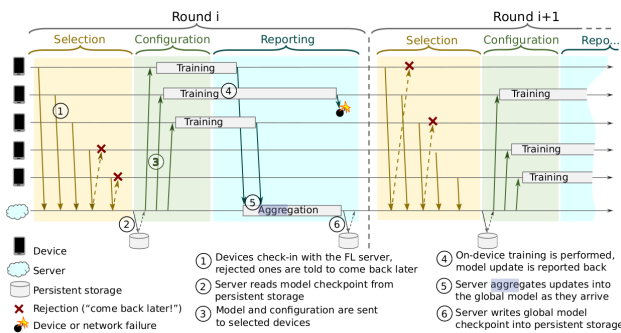 Round i
Round i+1
Selection
Configuration
Reporting
Selection
Configuration
Repo...
Training
Training
4
Training
1
3
Training
Training
Training
2
5
Aggregation
6
Device
Server
Persistent storage
Rejection ("come back later!")
Device or network failure
1 Devices check-in with the FL server,
rejected ones are told to come back later
2 Server reads model checkpoint from
persistent storage
3 Model and configuration are sent
to selected devices
4 On-device training is performed,
model update is reported back
5 Server aggregates updates into
the global model as they arrive
6 Server writes global model
checkpoint into persistent storage